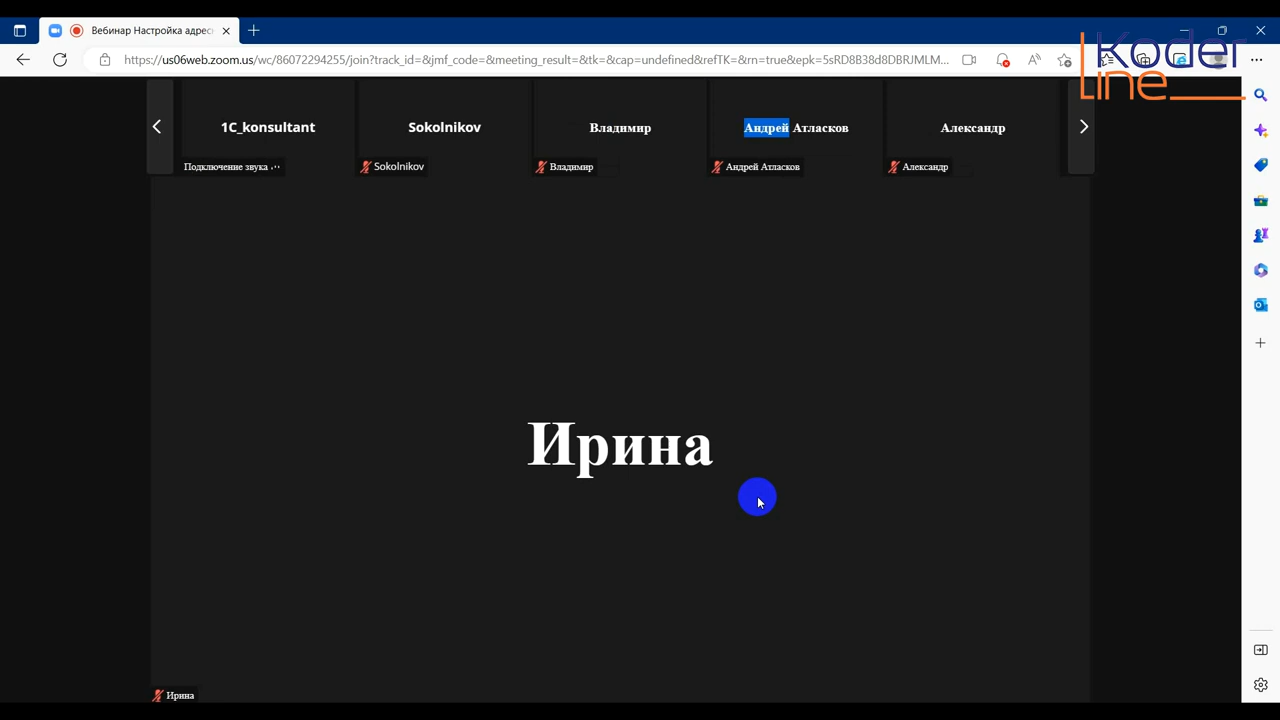 Вебинар Настройка адрес
https://us06web.zoom.us/wc/86072294255/join?track_id=&jmf_code=&meeting_result=&tk=&cap=undefined&refTK=&rn=true&epk=5sRD8B38d8DBRJMLM...
Koder
Line
1C_konsultant
Sokolnikov
Владимир
Андрей Атласков
Александр
Подключение звука ...
Sokolnikov
Владимир
Андрей Атласков
Александр
Ирина
Ирина